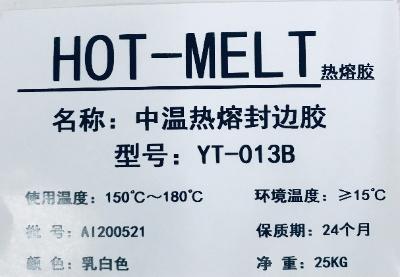 HOT-MELT 热熔胶
名称：中温热熔封边胶
型号：YT-013B
使用温度：150℃～180℃ 环境温度：≥15℃
批 号：AI200521 保质期：24个月
颜 色：乳白色 净 重：25KG